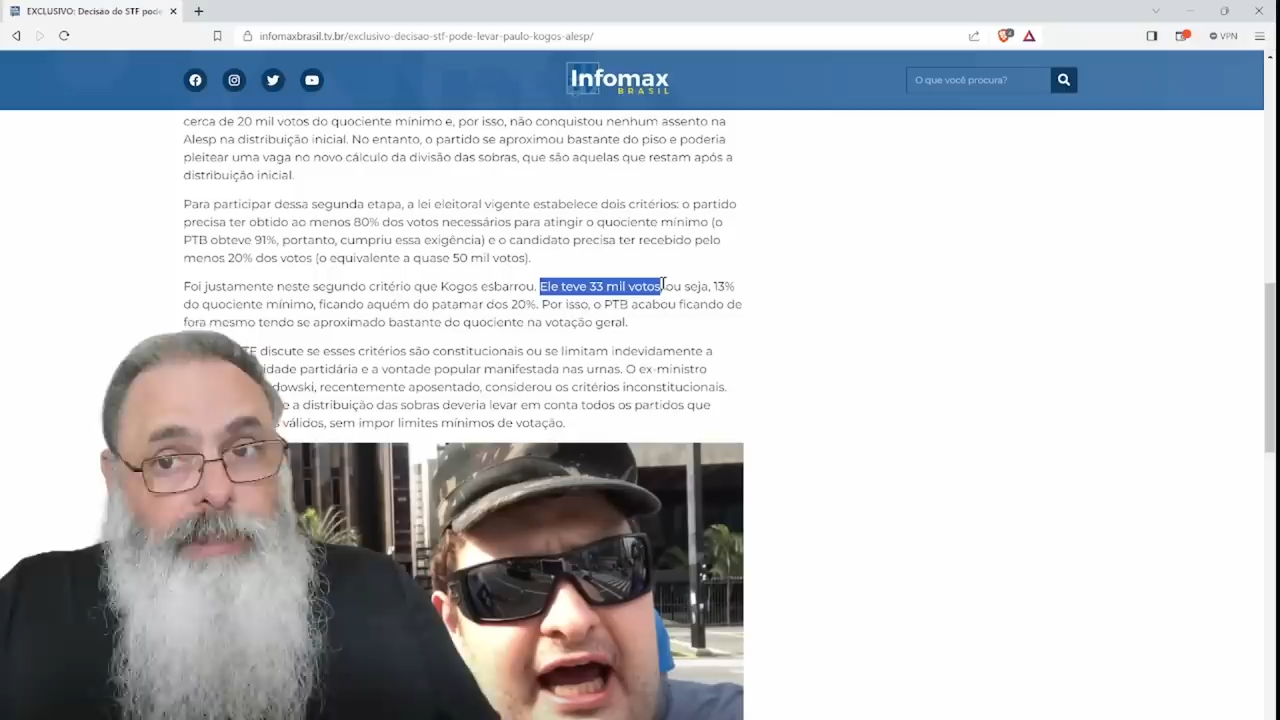 EXCLUSIVO: Decisão do STF pode
infomaxbrasil.tv.br/exclusivo-decisao-stf-pode-levar-paulo-kogos-alesp/
VPN
Infomax
BRASIL
O que você procura?
cerca de 20 mil votos do quociente mínimo e, por isso, não conquistou nenhum assento na
Alesp na distribuição inicial. No entanto, o partido se aproximou bastante do piso e poderia
pleitear uma vaga no novo cálculo da divisão das sobras, que são aquelas que restam após a
distribuição inicial.
Para participar dessa segunda etapa, a lei eleitoral vigente estabelece dois critérios: o partido
precisa ter obtido ao menos 80% dos votos necessários para atingir o quociente mínimo (o
PTB obteve 91%, portanto, cumpriu essa exigência) e o candidato precisa ter recebido pelo
menos 20% dos votos (o equivalente a quase 50 mil votos).
Foi justamente neste segundo critério que Kogos esbarrou. Ele teve 33 mil votos, ou seja, 13%
do quociente mínimo, ficando aquém do patamar dos 20%. Por isso, o PTB acabou ficando de
fora mesmo tendo se aproximado bastante do quociente na votação geral.
discute se esses critérios são constitucionais ou se limitam indevidamente a
idade partidária e a vontade popular manifestada nas urnas. O ex-ministro
dowski, recentemente aposentado, considerou os critérios inconstitucionais.
e a distribuição das sobras deveria levar em conta todos os partidos que
válidos, sem impor limites mínimos de votação.